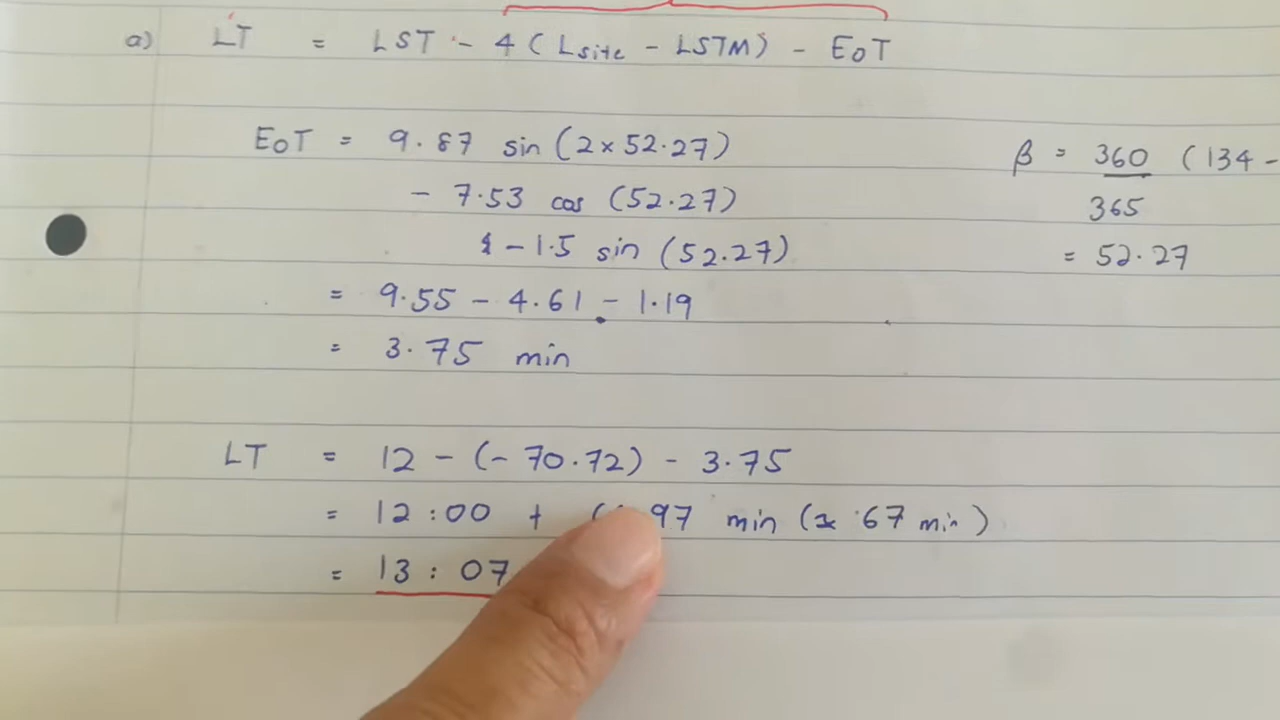 a) LT = LST - 4 ( Lsite - LSTM) - EoT
EoT = 9.87 sin (2 x 52.27)
- 7.53 cos (52.27)
- 1.5 sin (52.27)
= 9.55 - 4.61 - 1.19
= 3.75 min
β = 360 (134 -
365
= 52.27
LT = 12 - (- 70.72) - 3.75
= 12:00 + 97 min (≈ 67 min)
= 13:07